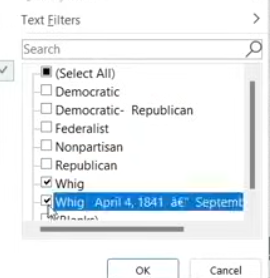 Text Filters
Search
(Select All)
Democratic
Democratic- Republican
Federalist
Nonpartisan
Republican
Whig
Whig April 4, 1841 â€“ Septemb
(Blanks)
OK
Cancel